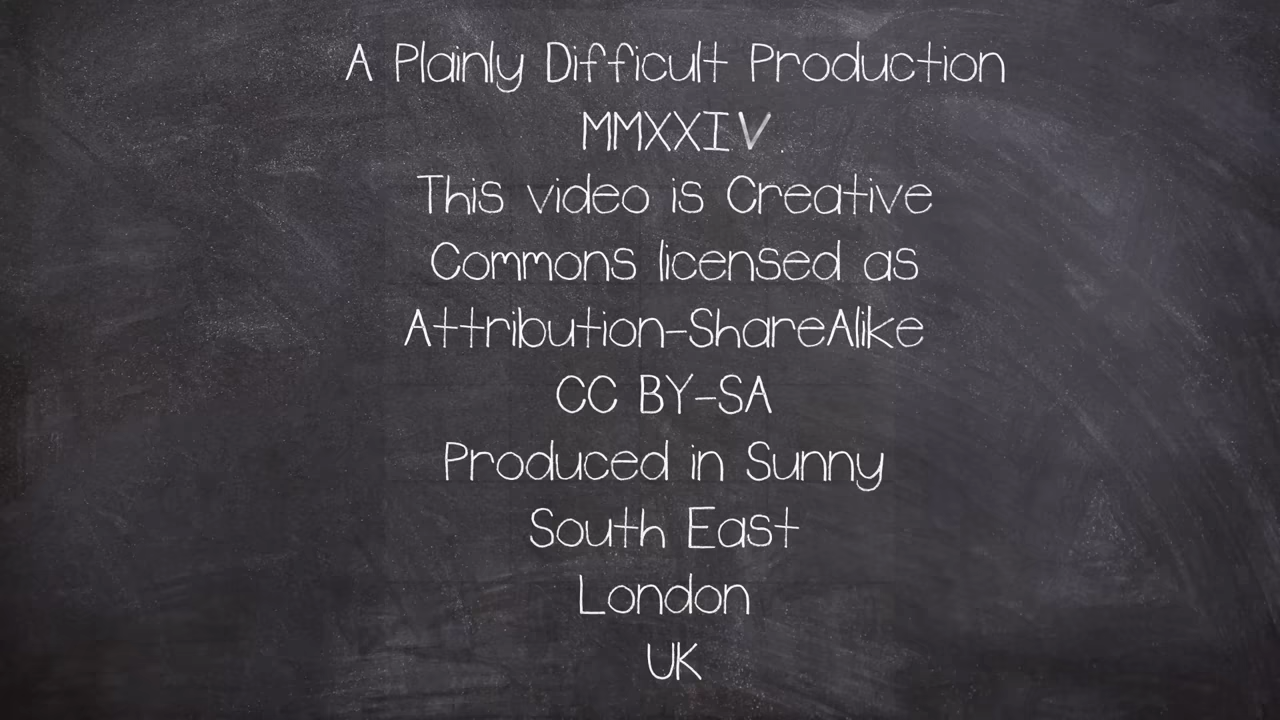 A Plainly Difficult Production
MMXXIV.
This video is Creative
Commons licensed as
Attribution-ShareAlike
CC BY-SA
Produced in Sunny
South East
London
UK